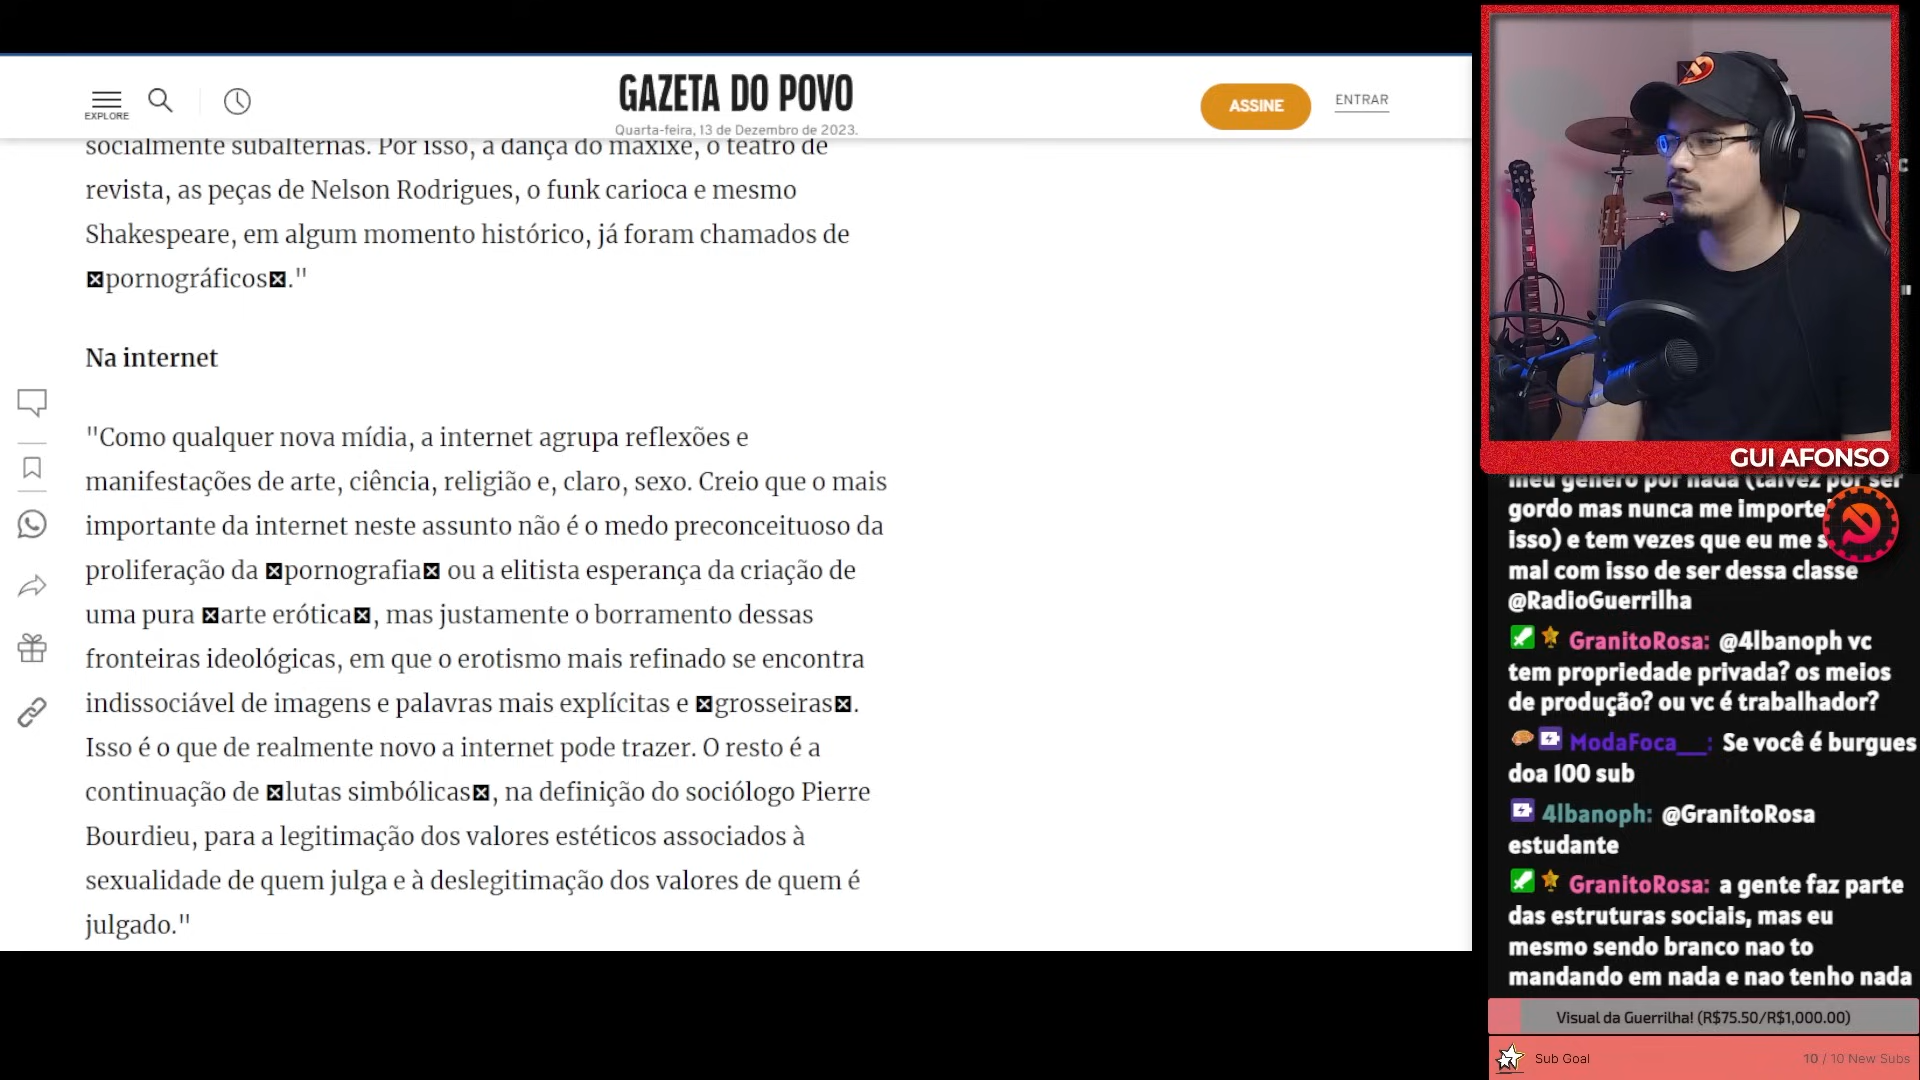 EXPLORE
GAZETA DO POVO
Quarta-feira, 13 de Dezembro de 2023.
ASSINE
ENTRAR
socialmente subalternas. Por isso, a dança do maxixe, o teatro de
revista, as peças de Nelson Rodrigues, o funk carioca e mesmo
Shakespeare, em algum momento histórico, já foram chamados de
pornográficos."
Na internet
"Como qualquer nova mídia, a internet agrupa reflexões e
manifestações de arte, ciência, religião e, claro, sexo. Creio que o mais
importante da internet neste assunto não é o medo preconceituoso da
proliferação da pornografia ou a elitista esperança da criação de
uma pura arte erótica, mas justamente o borramento dessas
fronteiras ideológicas, em que o erotismo mais refinado se encontra
indissociável de imagens e palavras mais explícitas e grosseiras.
Isso é o que de realmente novo a internet pode trazer. O resto é a
continuação de lutas simbólicas, na definição do sociólogo Pierre
Bourdieu, para a legitimação dos valores estéticos associados à
sexualidade de quem julga e à deslegitimação dos valores de quem é
julgado."
GUI AFONSO
meu genero por nada (talvez por ser
gordo mas nunca me importe
isso) e tem vezes que eu me s
mal com isso de ser dessa classe
@RadioGuerrilha
GranitoRosa: @4lbanoph vc
tem propriedade privada? os meios
de produção? ou vc é trabalhador?
ModaFoca__: Se você é burgues
doa 100 sub
4lbanoph: @GranitoRosa
estudante
GranitoRosa: a gente faz parte
das estruturas sociais, mas eu
mesmo sendo branco nao to
mandando em nada e nao tenho nada
Visual da Guerrilha! (R$75.50/R$1,000.00)
Sub Goal
10 / 10 New Subs